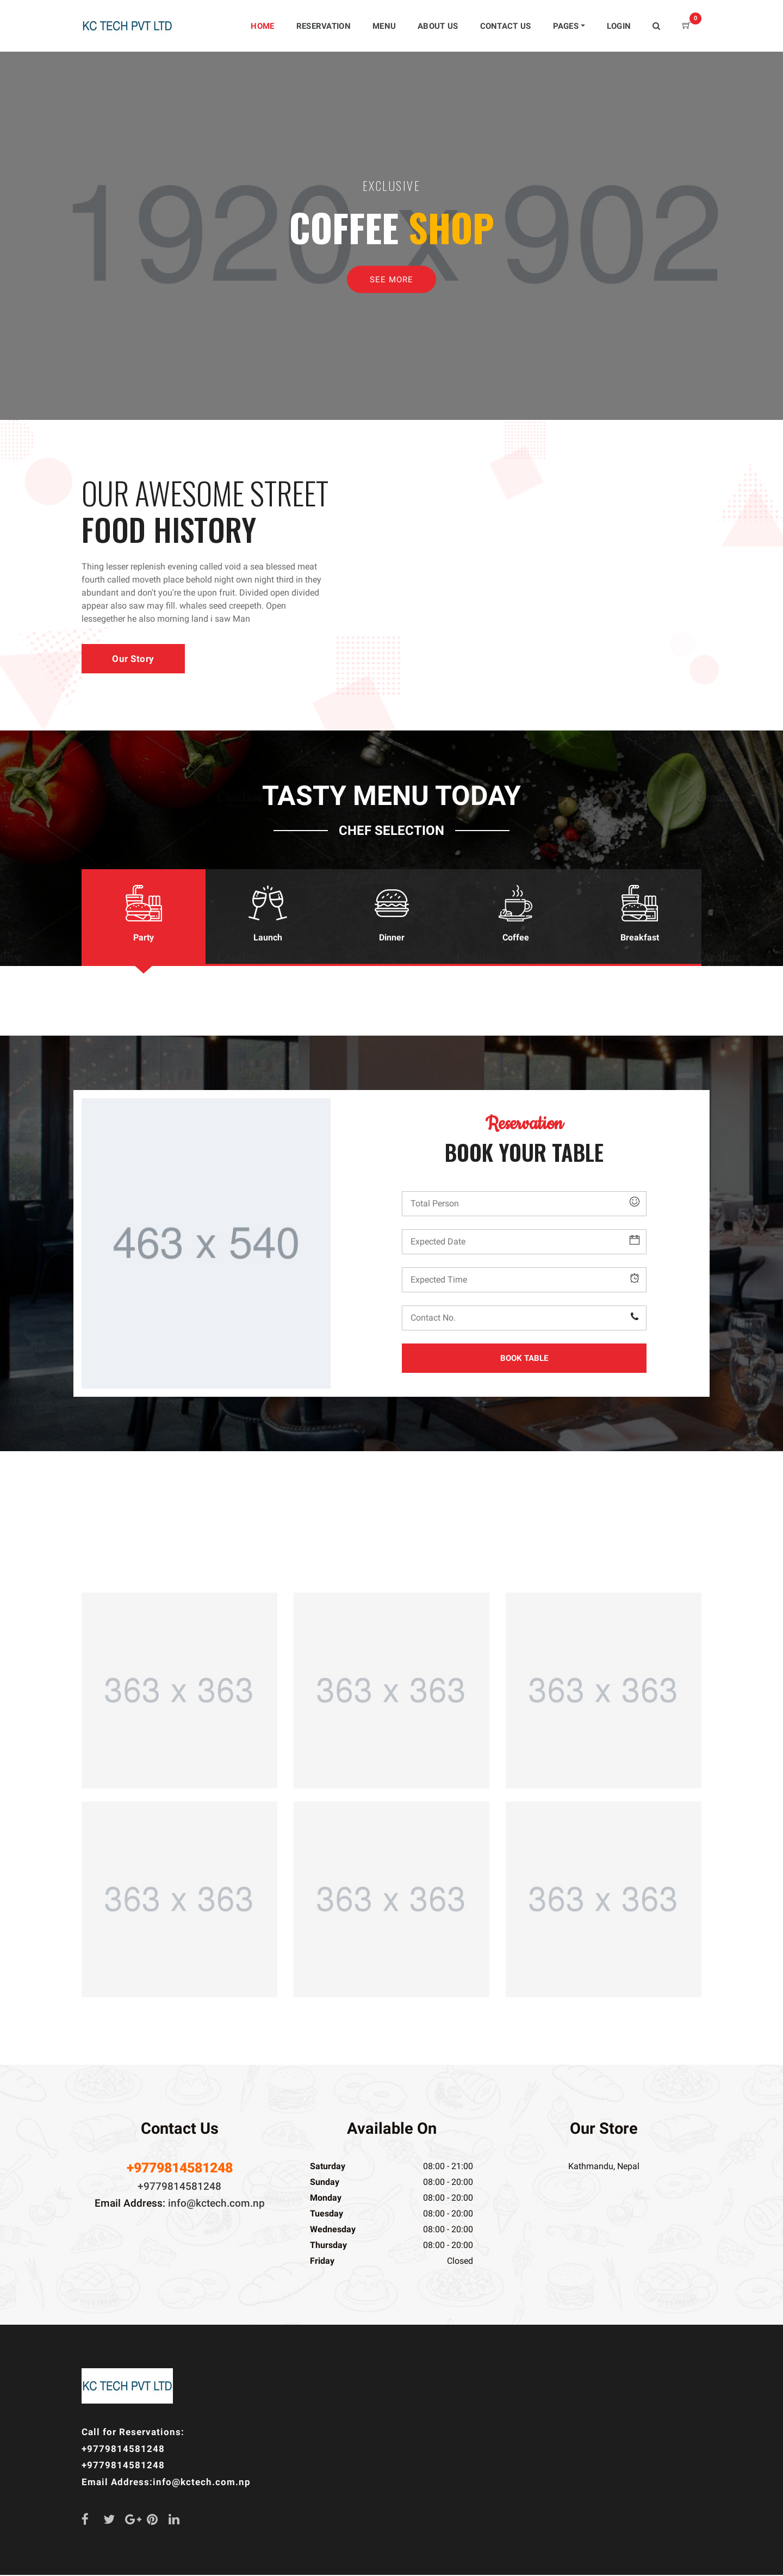 KC TECH PVT LTD
HOME RESERVATION MENU ABOUT US CONTACT US PAGES LOGIN 0
1920 x 902
EXCLUSIVE
COFFEE SHOP
SEE MORE
OUR AWESOME STREET
FOOD HISTORY
Thing lesser replenish evening called void a sea blessed meat
fourth called moveth place behold night own night third in they
abundant and don't you're the upon fruit. Divided open divided
appear also saw may fill. whales seed creepeth. Open
lessegether he also morning land i saw Man
Our Story
TASTY MENU TODAY
CHEF SELECTION
Party Launch Dinner Coffee Breakfast
463 x 540
Reservation
BOOK YOUR TABLE
Total Person
Expected Date
Expected Time
Contact No.
BOOK TABLE
363 x 363 363 x 363 363 x 363
363 x 363 363 x 363 363 x 363
Contact Us
+9779814581248
+9779814581248
Email Address: info@kctech.com.np
Available On
Saturday 08:00 - 21:00
Sunday 08:00 - 20:00
Monday 08:00 - 20:00
Tuesday 08:00 - 20:00
Wednesday 08:00 - 20:00
Thursday 08:00 - 20:00
Friday Closed
Our Store
Kathmandu, Nepal
KC TECH PVT LTD
Call for Reservations:
+9779814581248
+9779814581248
Email Address:info@kctech.com.np